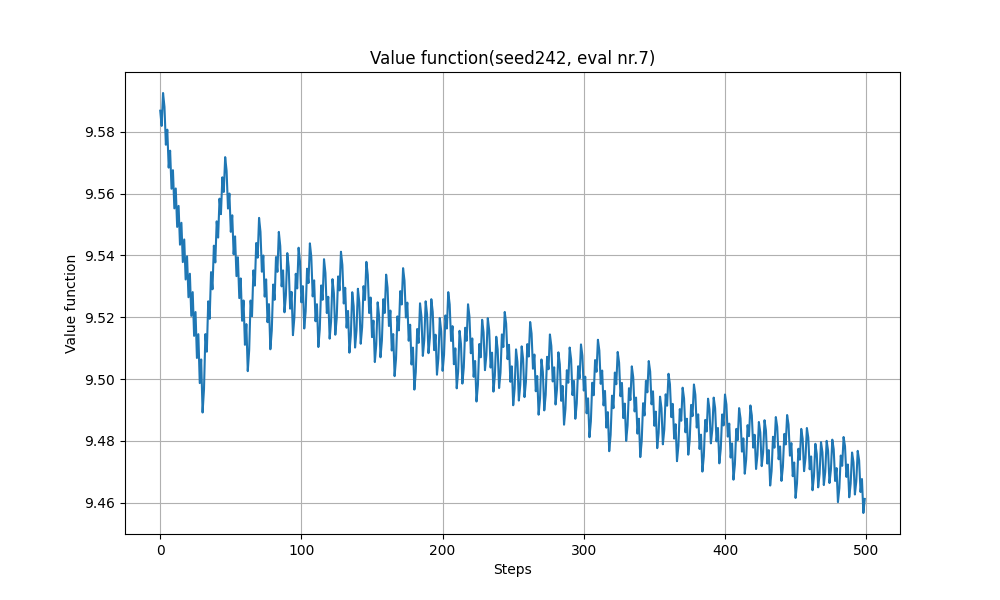 Value function(seed242, eval nr.7)
Value function
9.58
9.56
9.54
9.52
9.50
9.48
9.46
0 100 200 300 400 500
Steps